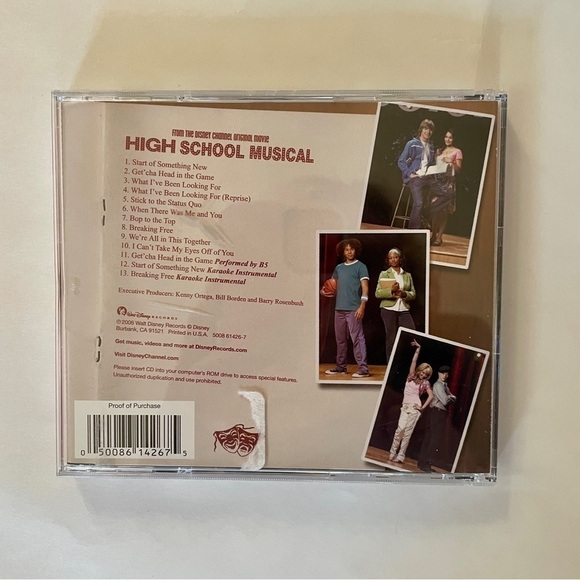 FROM THE DISNEY CHANNEL ORIGINAL MOVIE
HIGH SCHOOL MUSICAL
1. Start of Something New
2. Get'cha Head in the Game
3. What I've Been Looking For
4. What I've Been Looking For (Reprise)
5. Stick to the Status Quo
6. When There Was Me and You
7. Bop to the Top
8. Breaking Free
9. We're All in This Together
10. I Can't Take My Eyes Off of You
11. Get'cha Head in the Game Performed by B5
12. Start of Something New Karaoke Instrumental
13. Breaking Free Karaoke Instrumental
Executive Producers: Kenny Ortega, Bill Borden and Barry Rosenbush
Walt Disney RECORDS
℗ 2006 Walt Disney Records © Disney
Burbank, CA 91521 Printed in U.S.A. 5008 61426-7
Get music, videos and more at DisneyRecords.com
Visit DisneyChannel.com
Please insert CD into your computer's ROM drive to access special features.
Unauthorized duplication and use prohibited.
Proof of Purchase
0 50086 14267 5